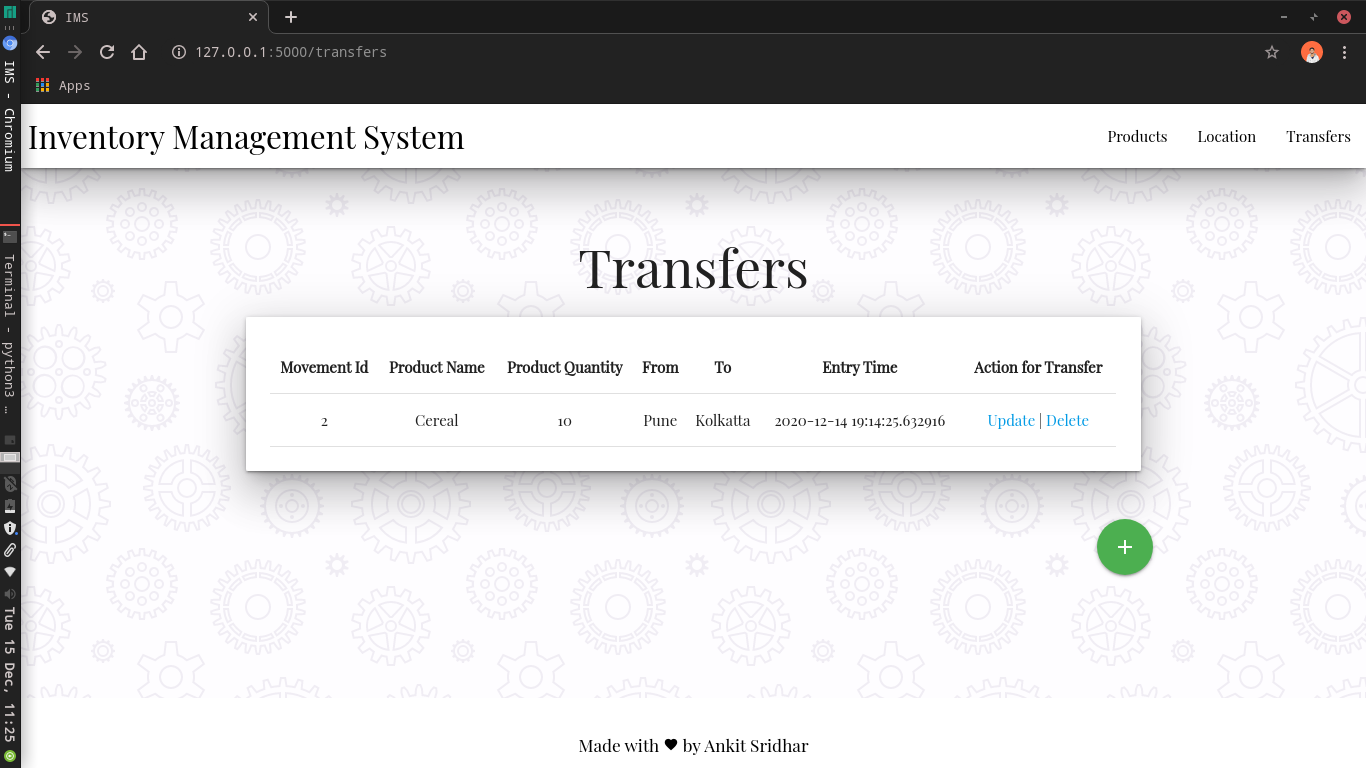 IMS
127.0.0.1:5000/transfers
Apps
IMS - Chromium
Terminal - python3 …
Tue 15 Dec, 11:25
Inventory Management System
Products Location Transfers
Transfers
Movement Id Product Name Product Quantity From To Entry Time Action for Transfer
2 Cereal 10 Pune Kolkatta 2020-12-14 19:14:25.632916 Update | Delete
Made with ♥ by Ankit Sridhar